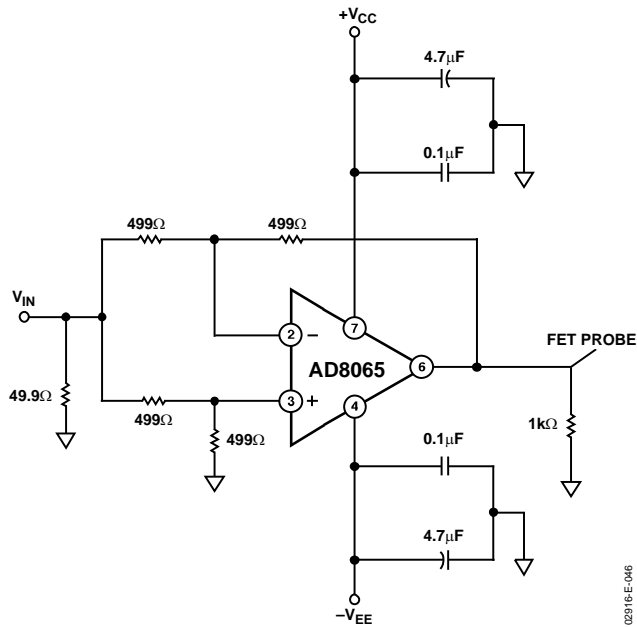 +VCC
4.7μF
0.1μF
499Ω
499Ω
VIN
2
−
7
FET PROBE
AD8065
6
49.9Ω
3
+
4
499Ω
499Ω
1kΩ
0.1μF
4.7μF
−VEE
02916-E-046